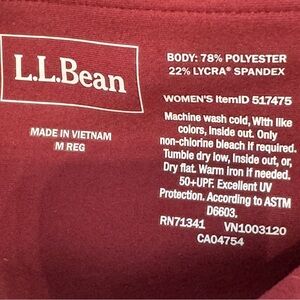 L.L.Bean
MADE IN VIETNAM
M REG
BODY: 78% POLYESTER
22% LYCRA® SPANDEX
WOMEN'S ItemID 517475
Machine wash cold, With like
colors, Inside out. Only
non-chlorine bleach if required.
Tumble dry low, Inside out, or,
Dry flat. Warm iron if needed.
50+UPF. Excellent UV
Protection. According to ASTM
D6603.
RN71341 VN1003120
CA04754